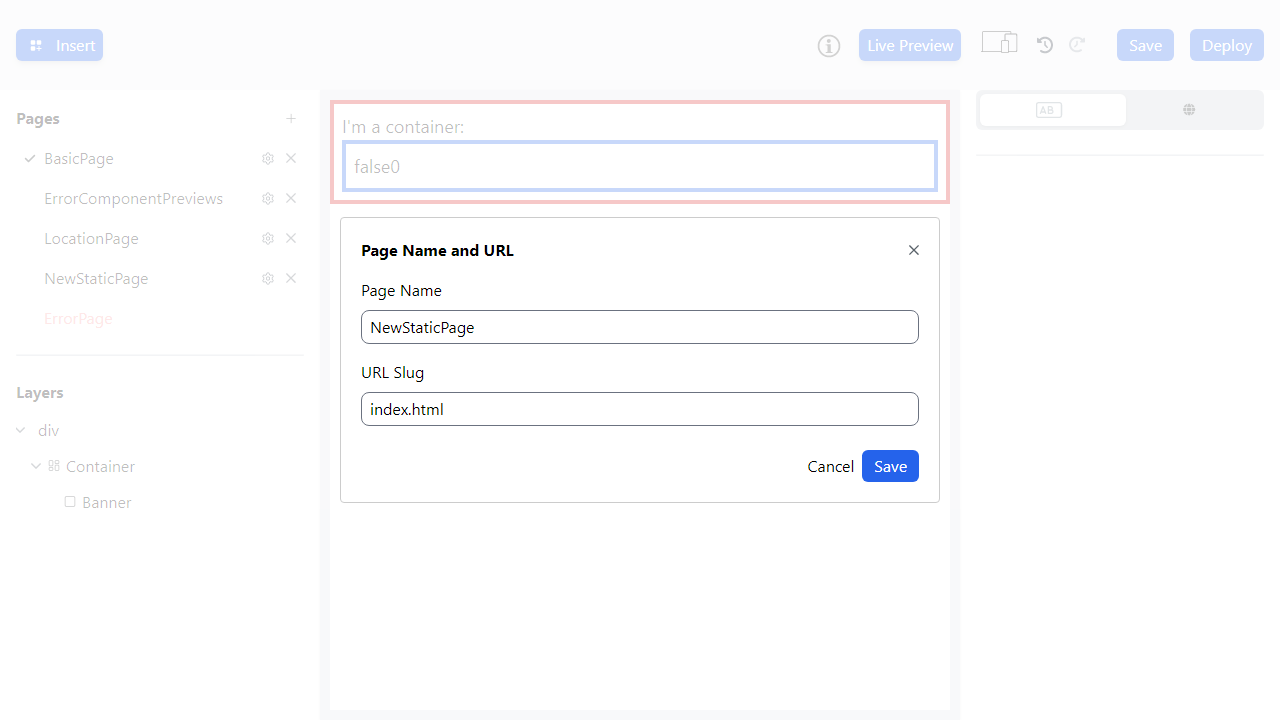 Insert
Live Preview
Save
Deploy
Pages
BasicPage
ErrorComponentPreviews
LocationPage
NewStaticPage
ErrorPage
Layers
div
Container
Banner
I'm a container:
false0
Page Name and URL
Page Name
NewStaticPage
URL Slug
index.html
Cancel
Save
AB